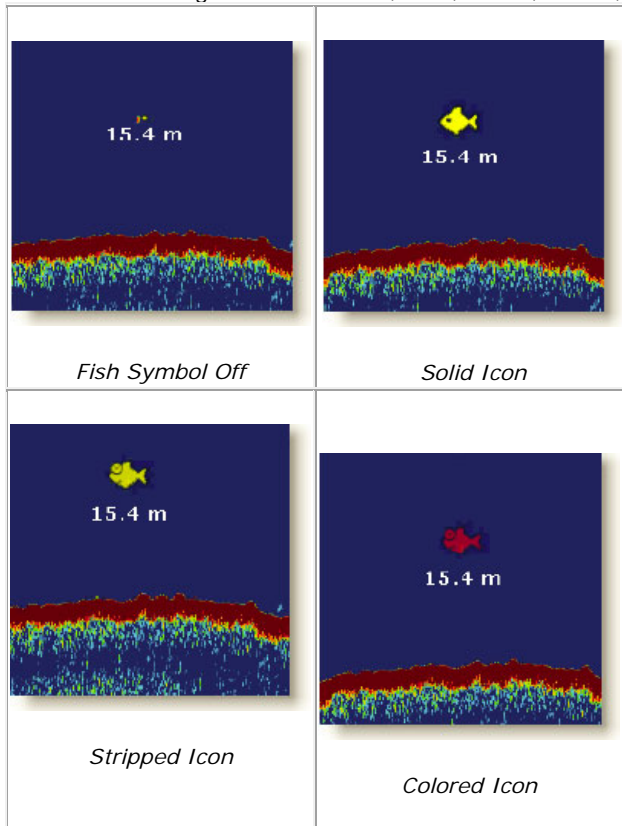 15.4 m
15.4 m
Fish Symbol Off
Solid Icon
15.4 m
15.4 m
Stripped Icon
Colored Icon